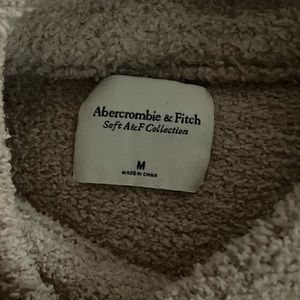 Abercrombie & Fitch
Soft A&F Collection
M
MADE IN CHINA